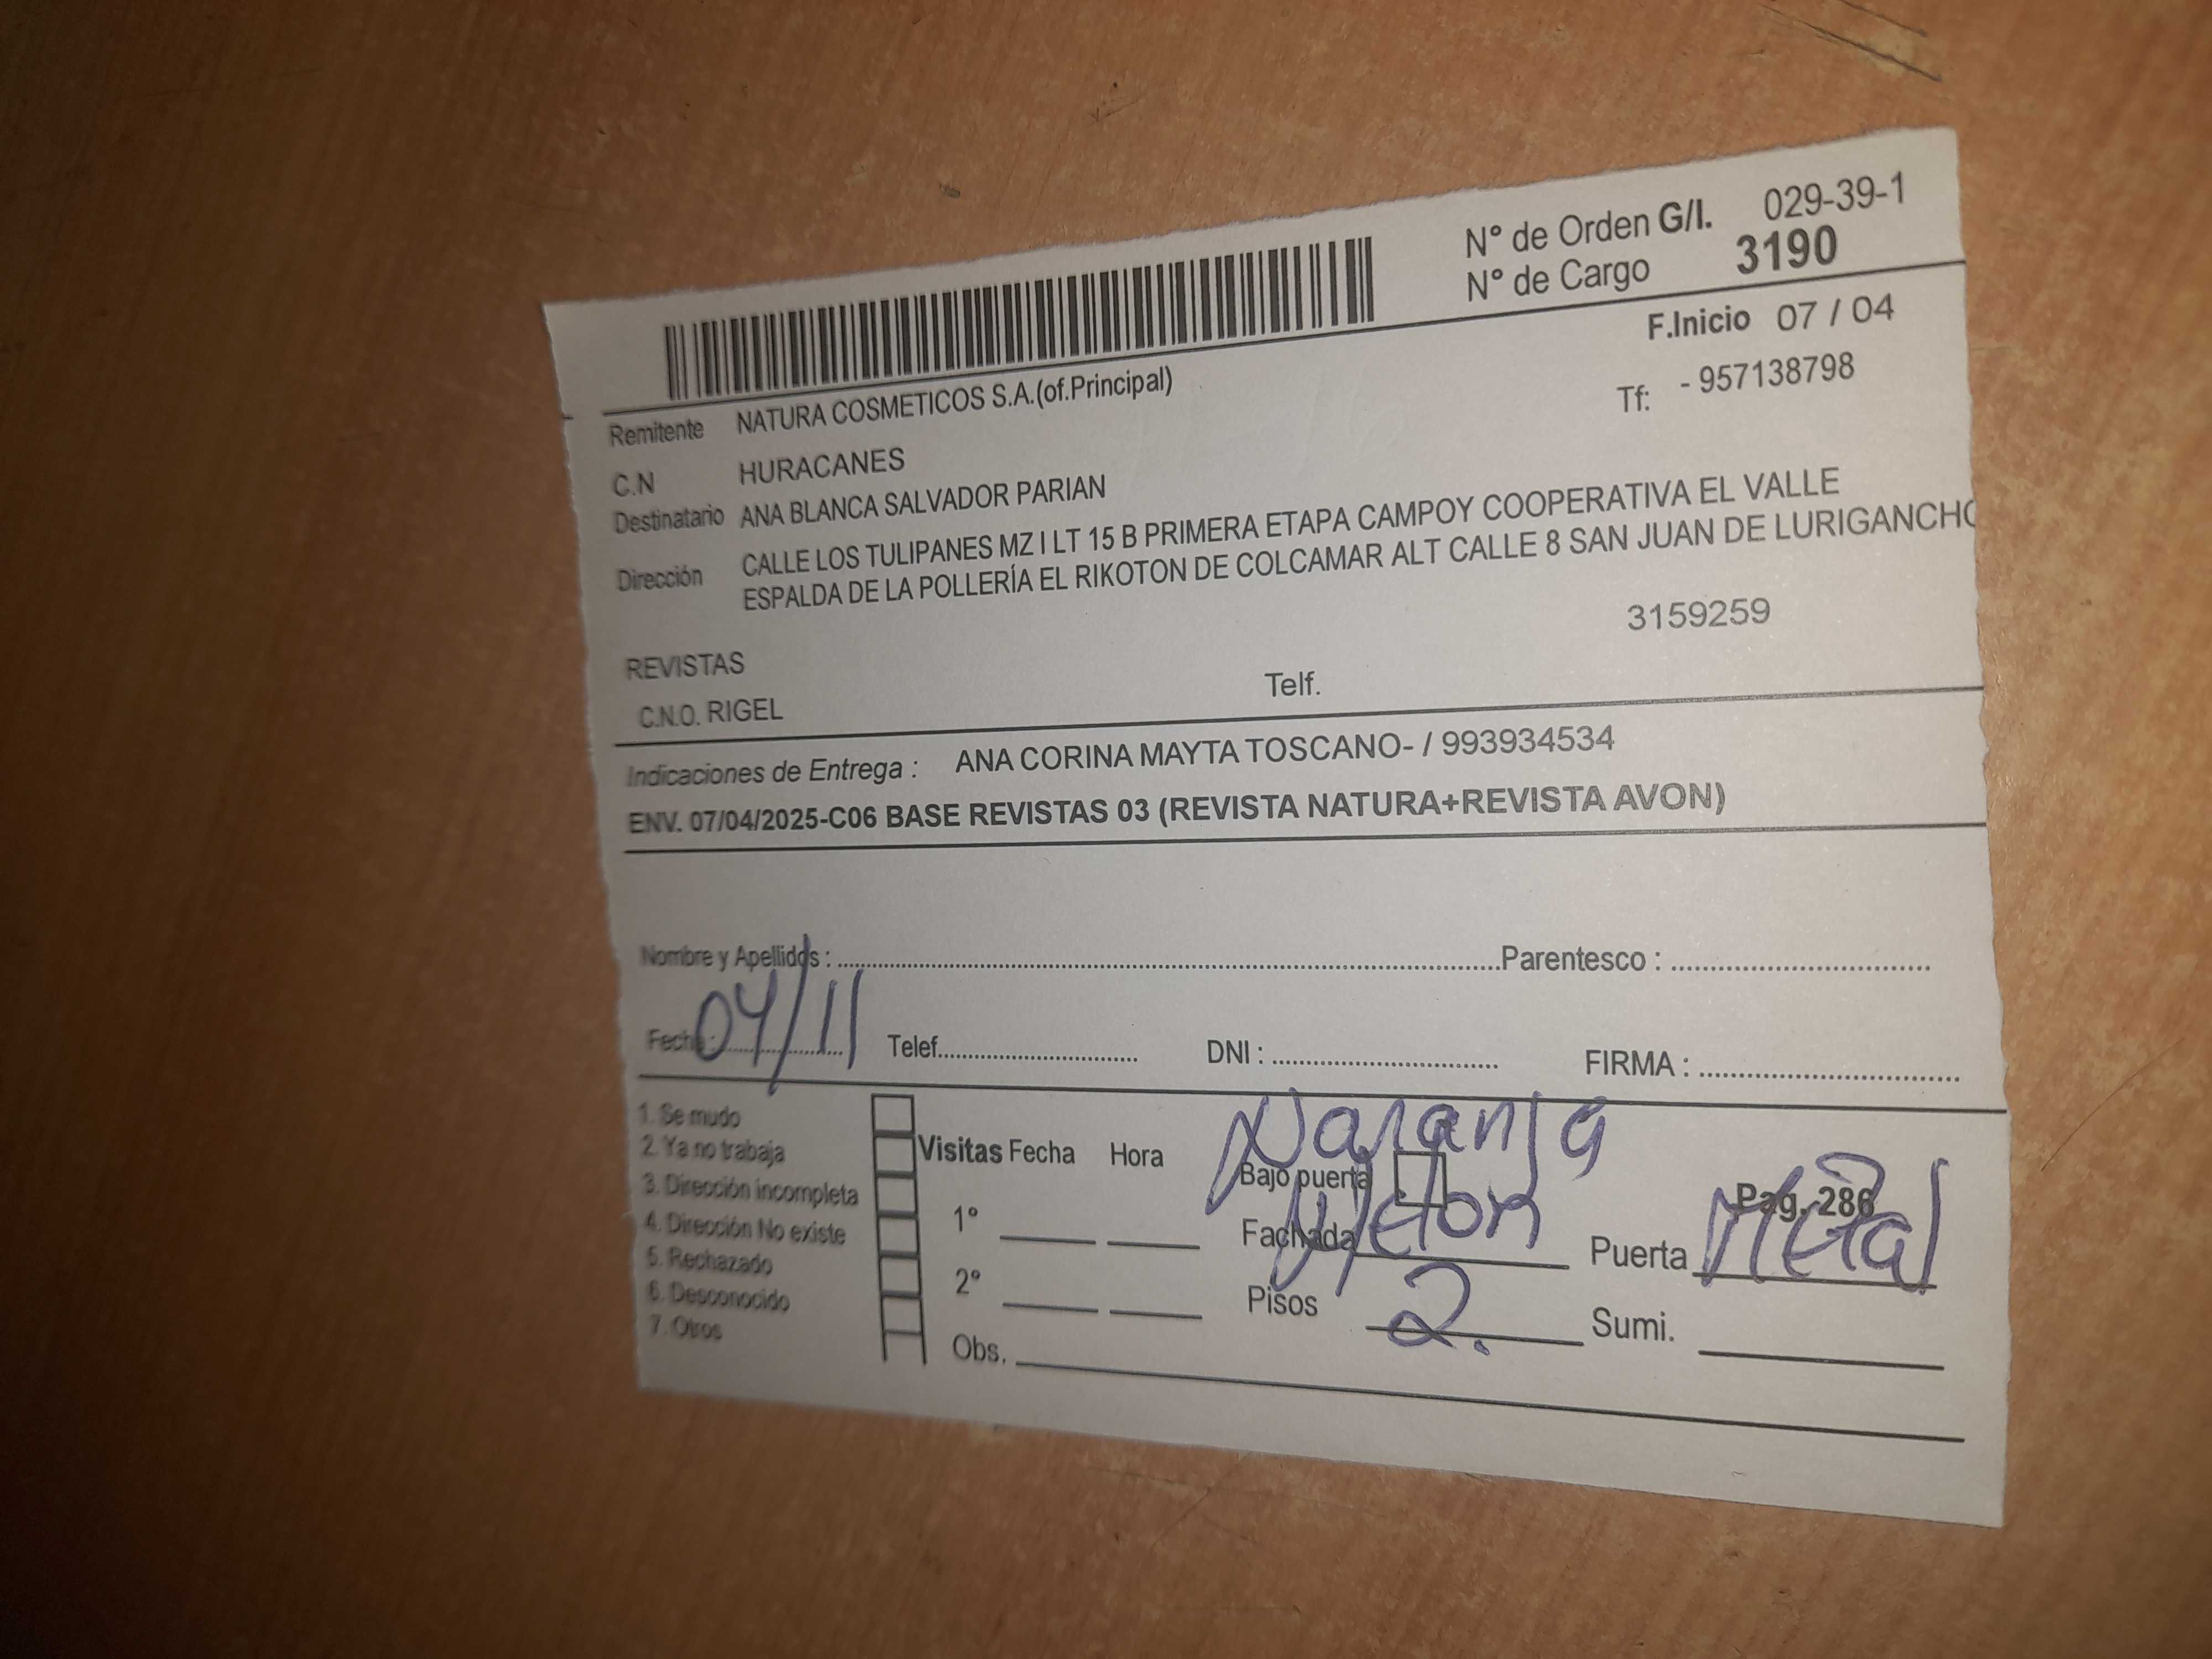 N° de Orden G/I. 029-39-1
N° de Cargo 3190
F.Inicio 07 / 04
Remitente NATURA COSMETICOS S.A.(of.Principal)
Tf: - 957138798
C.N HURACANES
Destinatario ANA BLANCA SALVADOR PARIAN
Dirección CALLE LOS TULIPANES MZ I LT 15 B PRIMERA ETAPA CAMPOY COOPERATIVA EL VALLE
ESPALDA DE LA POLLERÍA EL RIKOTON DE COLCAMAR ALT CALLE 8 SAN JUAN DE LURIGANCHO
3159259
REVISTAS
C.N.O. RIGEL Telf.
Indicaciones de Entrega : ANA CORINA MAYTA TOSCANO- / 993934534
ENV. 07/04/2025-C06 BASE REVISTAS 03 (REVISTA NATURA+REVISTA AVON)
Nombre y Apellidos : Parentesco :
Fecha : 04/11 Telef. DNI : FIRMA :
1. Se mudo
2. Ya no trabaja
3. Dirección incompleta
4. Dirección No existe
5. Rechazado
6. Desconocido
7. Otros
Visitas Fecha Hora
1°
2°
Obs.
Naranja
Bajo puerta
Pag. 286
Fachada Melon Puerta Metal
Pisos 2. Sumi.